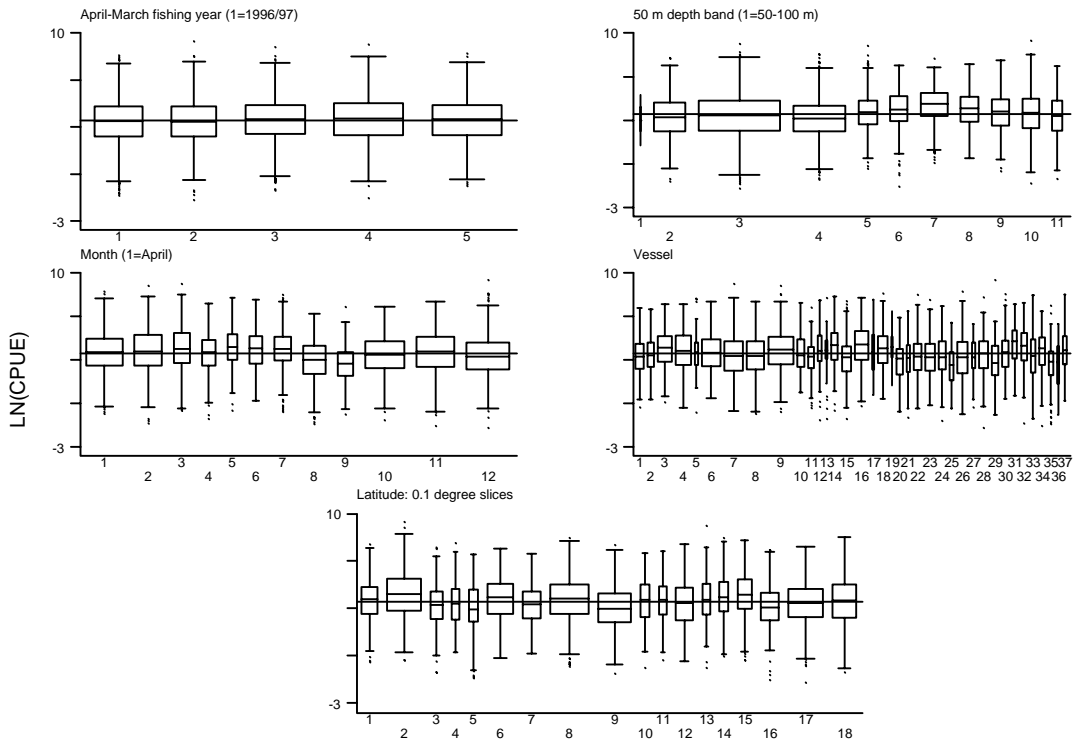 April-March fishing year (1=1996/97)
10
-3
1 2 3 4 5
50 m depth band (1=50-100 m)
10
-3
1 3 5 7 9 11
2 4 6 8 10
Month (1=April)
10
-3
1 3 5 7 9 11
2 4 6 8 10 12
Vessel
10
-3
1 3 5 7 9 11 13 15 17 19 21 23 25 27 29 31 33 35 37
2 4 6 8 10 12 14 16 18 20 22 24 26 28 30 32 34 36
LN(CPUE)
Latitude: 0.1 degree slices
10
-3
1 3 5 7 9 11 13 15 17
2 4 6 8 10 12 14 16 18